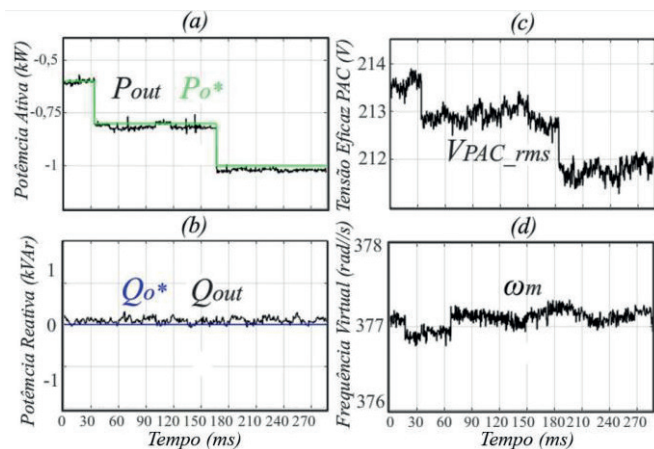 (a)
Potêmcia Ativa (kW)
-0,5
-0,75
-1
Pout Po*
(b)
Potêmcia Reativa (kVAr)
1
0
-1
Qo* Qout
0 30 60 90 120 150 180 210 240 270
Tempo (ms)
(c)
Tensão Eficaz PAC (V)
214
213
212
VPAC_rms
(d)
Frequência Virtual (rad//s)
378
377
376
ωm
0 30 60 90 120 150 180 210 240 270
Tempo (ms)